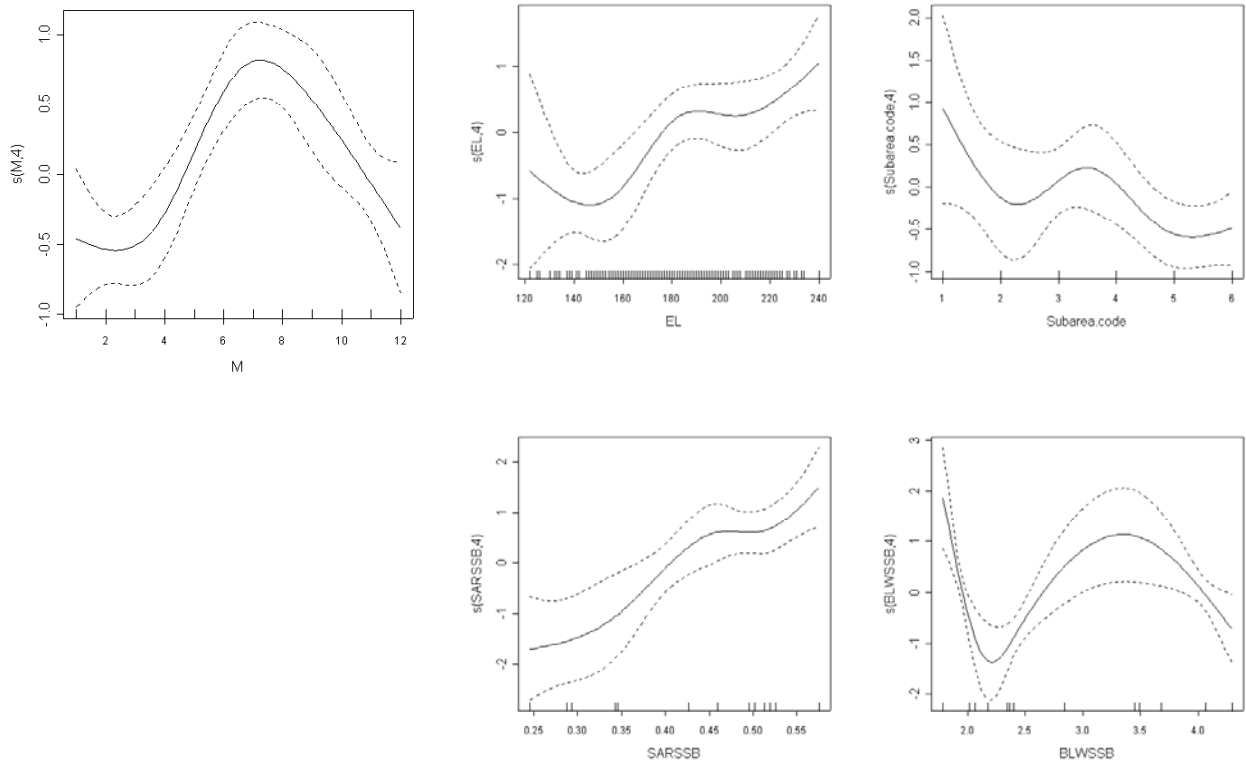 s(M,4)
1.0
0.5
0.0
-0.5
-1.0
2 4 6 8 10 12
M
s(EL,4)
1
0
-1
-2
120 140 160 180 200 220 240
EL
s(Subarea.code,4)
2.0
1.5
1.0
0.5
0.0
-0.5
-1.0
1 2 3 4 5 6
Subarea.code
s(SARSSB,4)
2
1
0
-1
-2
0.25 0.30 0.35 0.40 0.45 0.50 0.55
SARSSB
s(BLWSSB,4)
3
2
1
0
-1
-2
2.0 2.5 3.0 3.5 4.0
BLWSSB